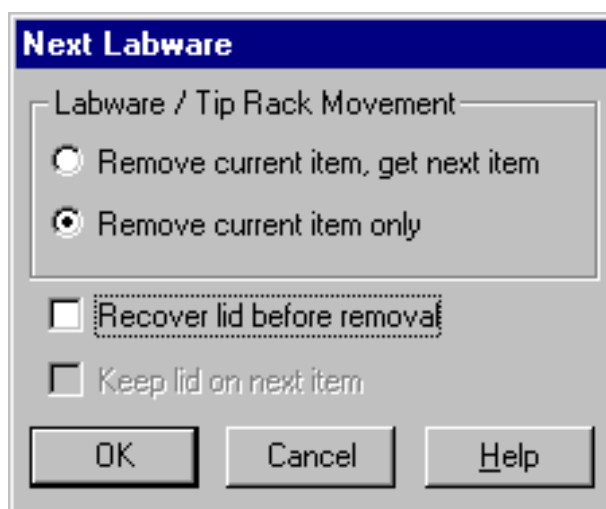 Next Labware
Labware / Tip Rack Movement
Remove current item, get next item
Remove current item only
Recover lid before removal
Keep lid on next item
OK Cancel Help